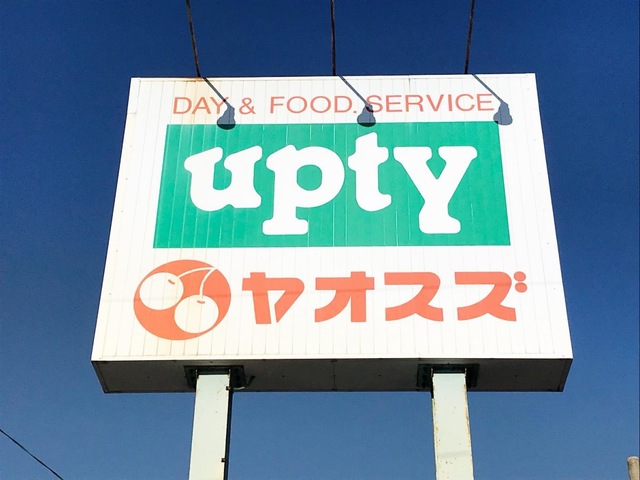 DAY & FOOD. SERVICE
upty
ヤオスズ